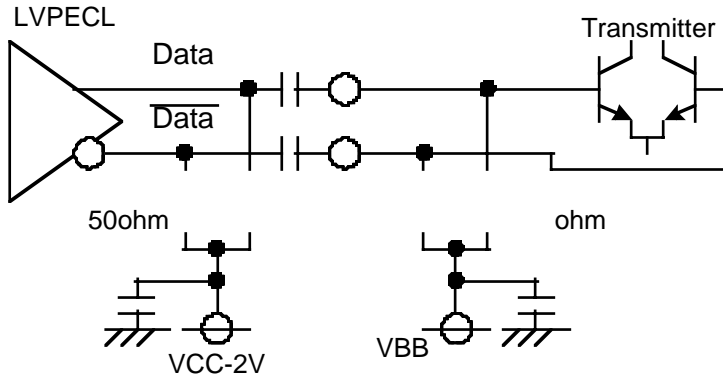 LVPECL
Transmitter
Data
Data
50ohm
ohm
VCC-2V
VBB